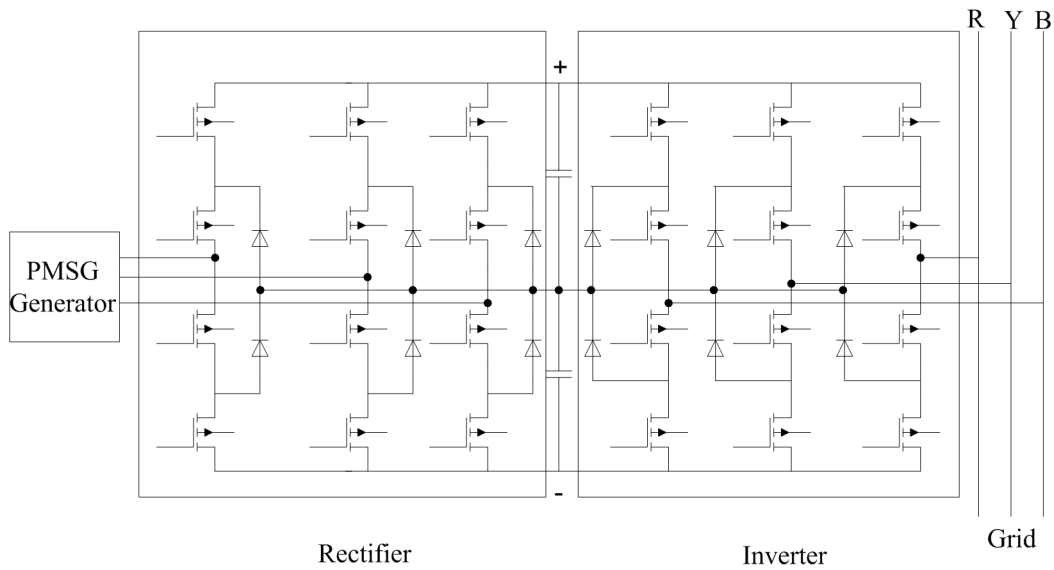 R Y B
+
PMSG
Generator
-
Grid
Rectifier
Inverter